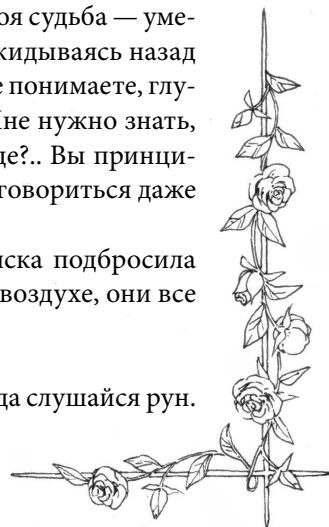 оя судьба — уме-
кидываясь назад
е понимаете, глу-
Мне нужно знать,
це?.. Вы принци-
говориться даже
иска подбросила
воздухе, они все
да слушайся рун.